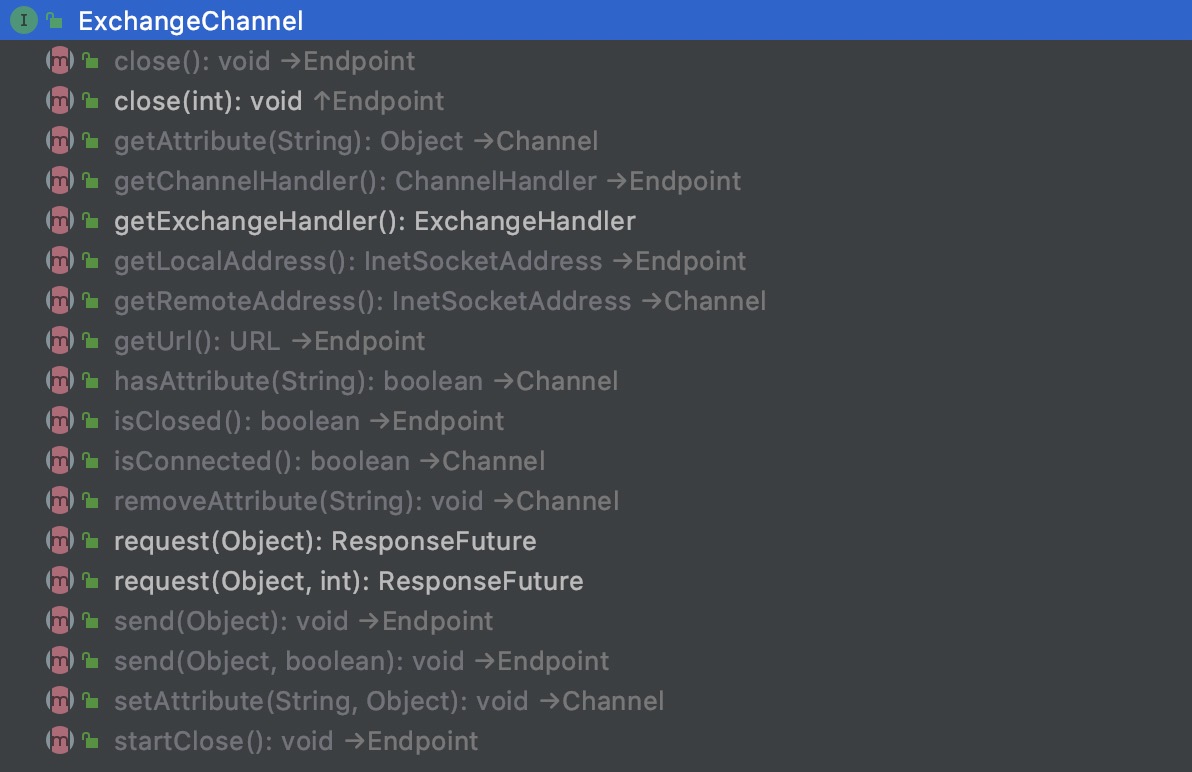 I ExchangeChannel
m close(): void →Endpoint
m close(int): void ↑Endpoint
m getAttribute(String): Object →Channel
m getChannelHandler(): ChannelHandler →Endpoint
m getExchangeHandler(): ExchangeHandler
m getLocalAddress(): InetSocketAddress →Endpoint
m getRemoteAddress(): InetSocketAddress →Channel
m getUrl(): URL →Endpoint
m hasAttribute(String): boolean →Channel
m isClosed(): boolean →Endpoint
m isConnected(): boolean →Channel
m removeAttribute(String): void →Channel
m request(Object): ResponseFuture
m request(Object, int): ResponseFuture
m send(Object): void →Endpoint
m send(Object, boolean): void →Endpoint
m setAttribute(String, Object): void →Channel
m startClose(): void →Endpoint